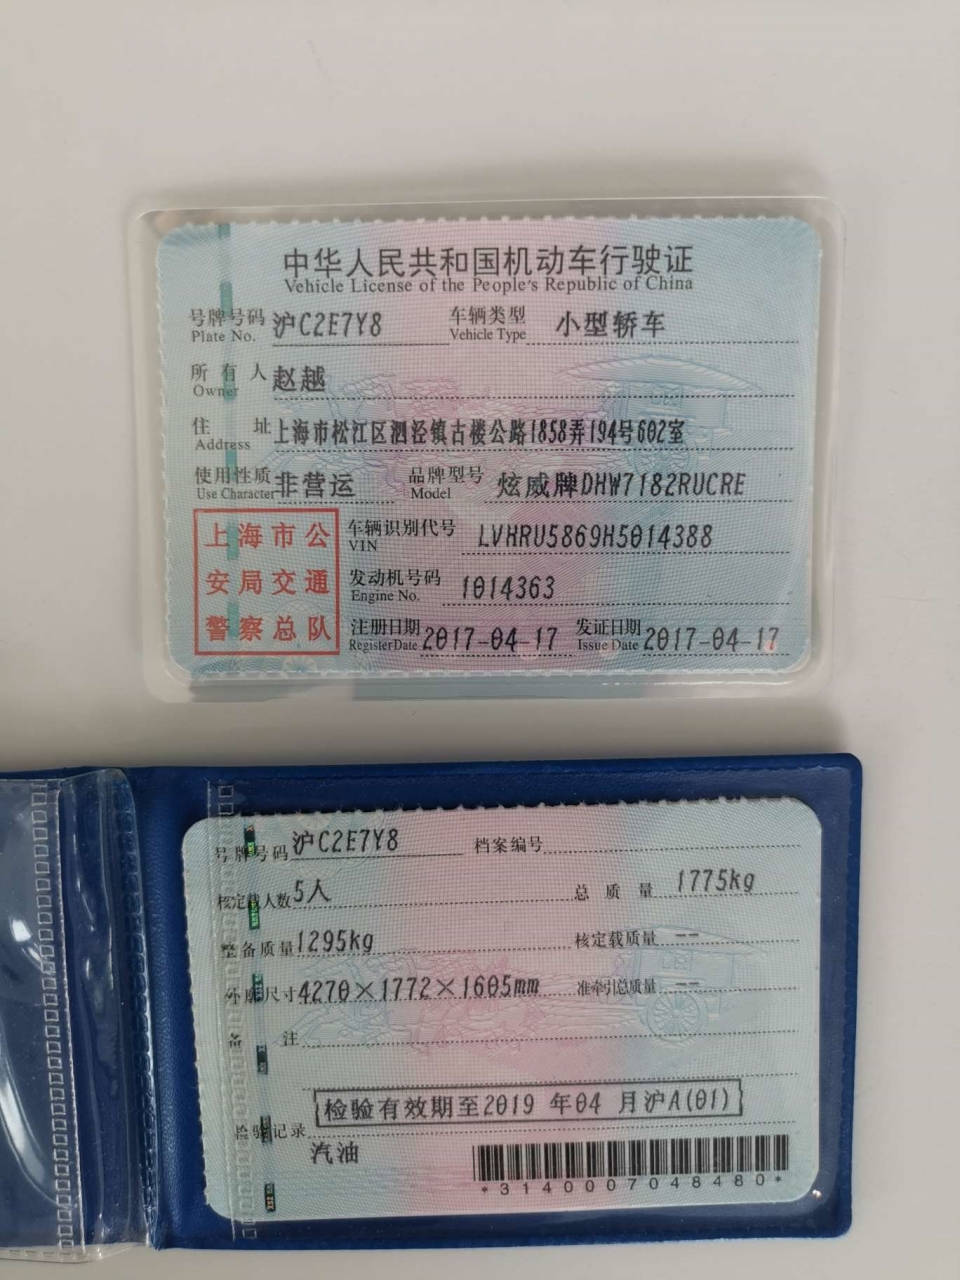 中华人民共和国机动车行驶证
Vehicle License of the People's Republic of China
号牌号码 沪C2E7Y8 车辆类型 小型轿车
Plate No. Vehicle Type
所有人 赵越
Owner
住址 上海市松江区泗泾镇古楼公路1858弄194号602室
Address
使用性质 非营运 品牌型号 炫威牌DHW7182RUCRE
Use Character Model
上海市公
安局交通
警察总队
车辆识别代号 LVHRU5869H5014388
VIN
发动机号码 1014363
Engine No.
注册日期 2017-04-17 发证日期 2017-04-17
Register Date Issue Date
号牌号码 沪C2E7Y8 档案编号
核定载人数 5人 总质量 1775kg
整备质量 1295kg 核定载质量 --
外廓尺寸 4270×1772×1605mm 准牵引总质量 --
备注
检验有效期至2019 年04 月沪A(01)
检验记录
汽油
*3140007048480*